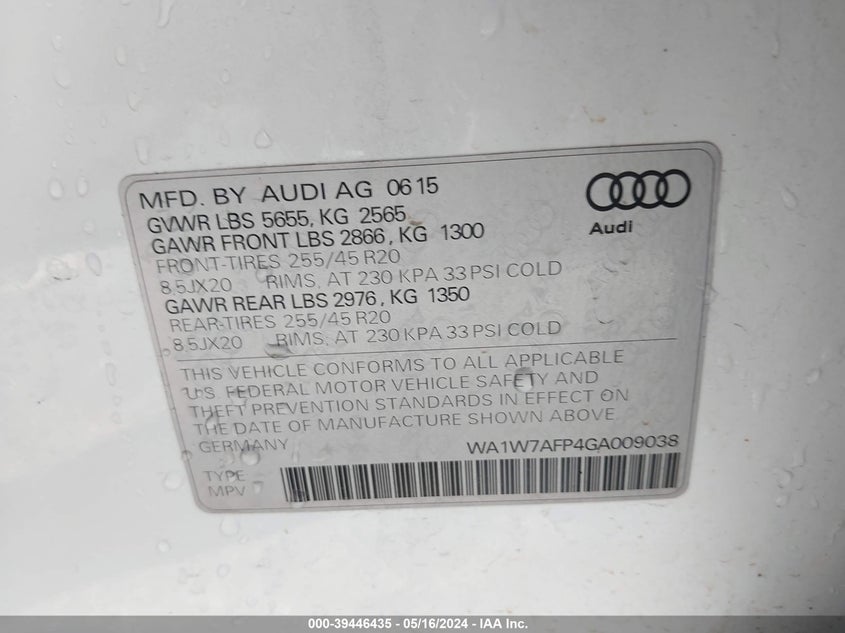 MFD. BY AUDI AG 0615
GVWR LBS 5655, KG 2565
GAWR FRONT LBS 2866, KG 1300
FRONT-TIRES 255/45 R20
8.5JX20 RIMS, AT 230 KPA 33 PSI COLD
GAWR REAR LBS 2976, KG 1350
REAR-TIRES 255/45 R20
8.5JX20 RIMS, AT 230 KPA 33 PSI COLD
Audi
THIS VEHICLE CONFORMS TO ALL APPLICABLE
U.S. FEDERAL MOTOR VEHICLE SAFETY AND
THEFT PREVENTION STANDARDS IN EFFECT ON
THE DATE OF MANUFACTURE SHOWN ABOVE
GERMANY WA1W7AFP4GA009038
TYPE
MPV
000-39446435 - 05/16/2024 - IAA Inc.